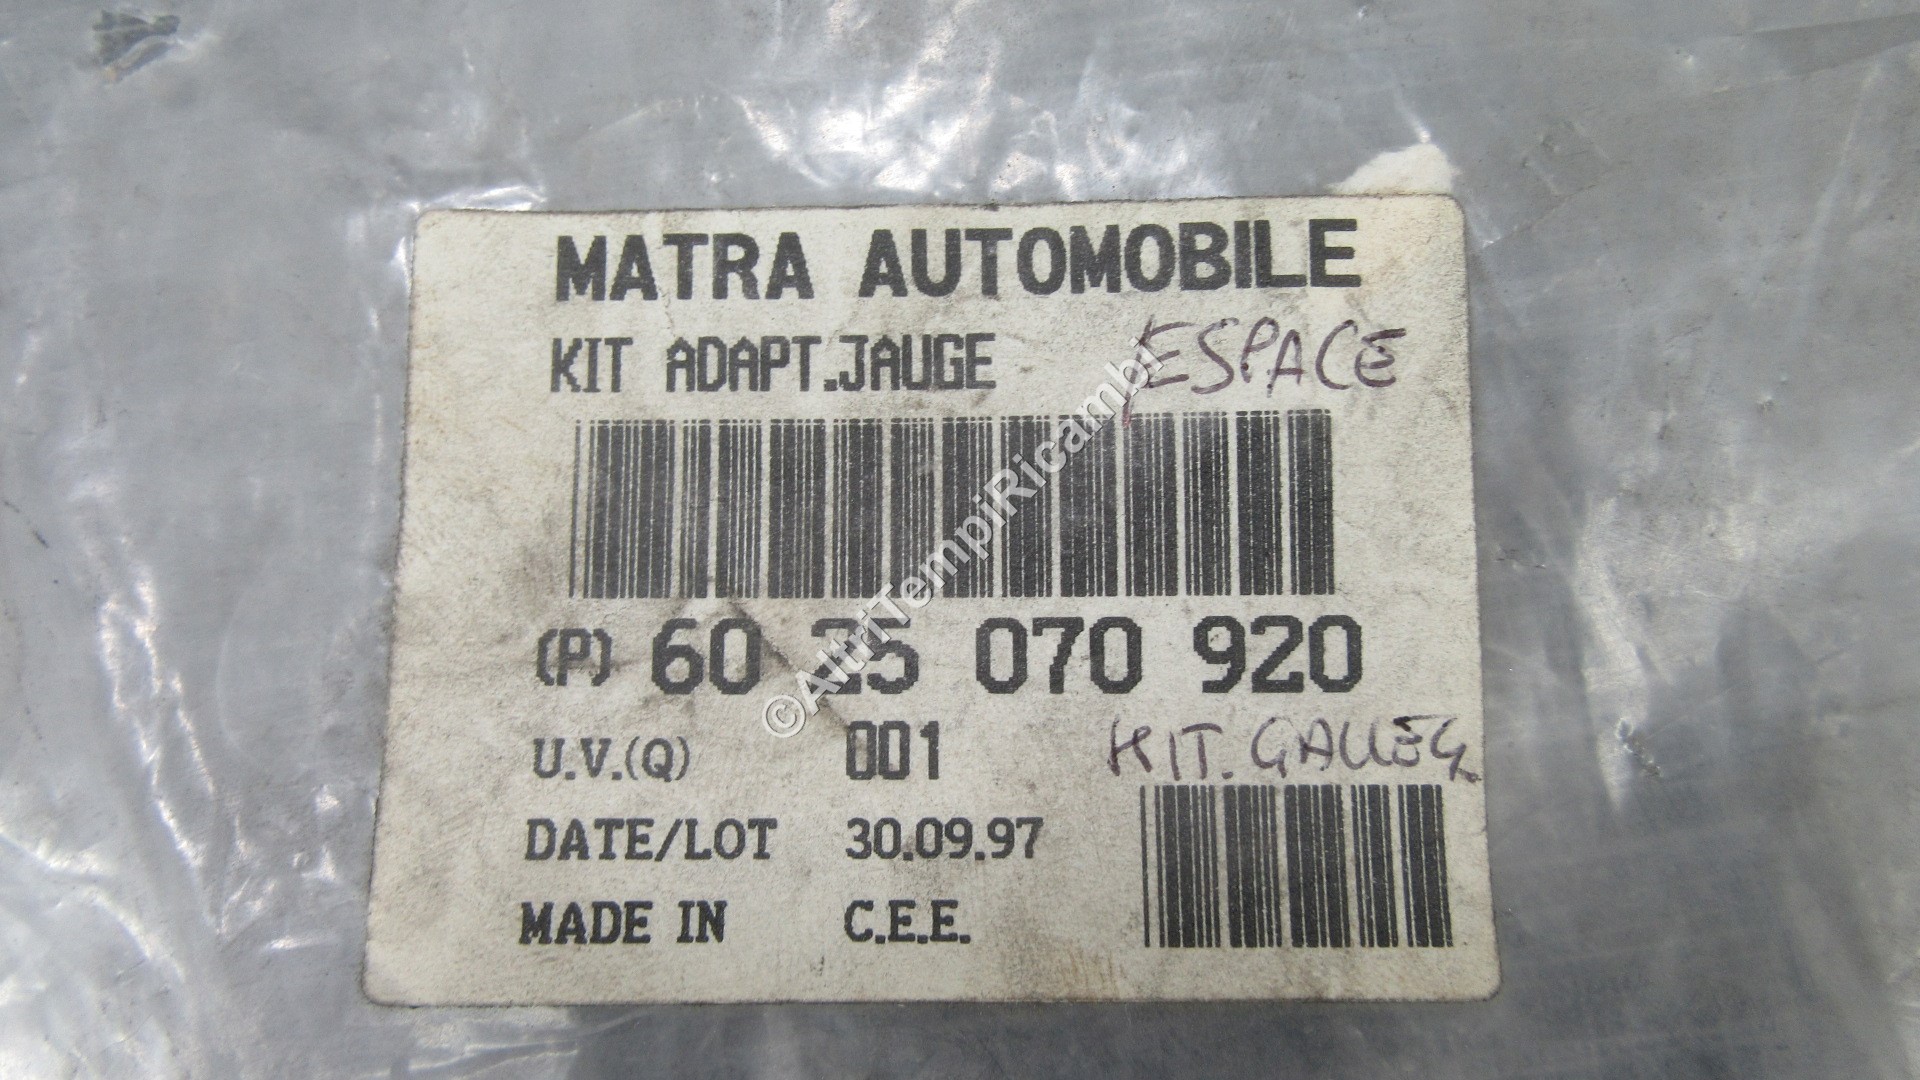 MATRA AUTOMOBILE
KIT ADAPT.JAUGE ESPACE
(P) 60 25 070 920
U.V.(Q) 001 KIT. GALLEG.
DATE/LOT 30.09.97
MADE IN C.E.E.
©AltriTempiRicambi